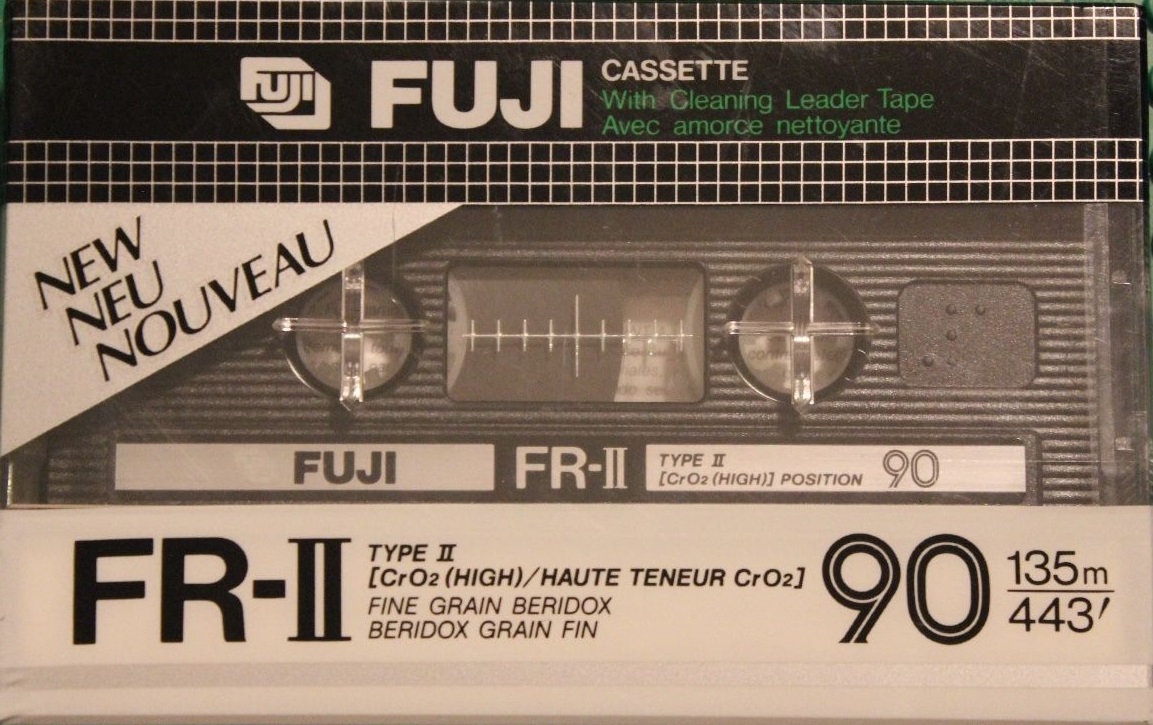 FUJI
FUJI
CASSETTE
With Cleaning Leader Tape
Avec amorce nettoyante
NEW
NEU
NOUVEAU
FUJI
FR-II
TYPE II
[CrO2 (HIGH)] POSITION
90
FR-II
TYPE II
[CrO2 (HIGH)/HAUTE TENEUR CrO2]
FINE GRAIN BERIDOX
BERIDOX GRAIN FIN
90
135m
443′